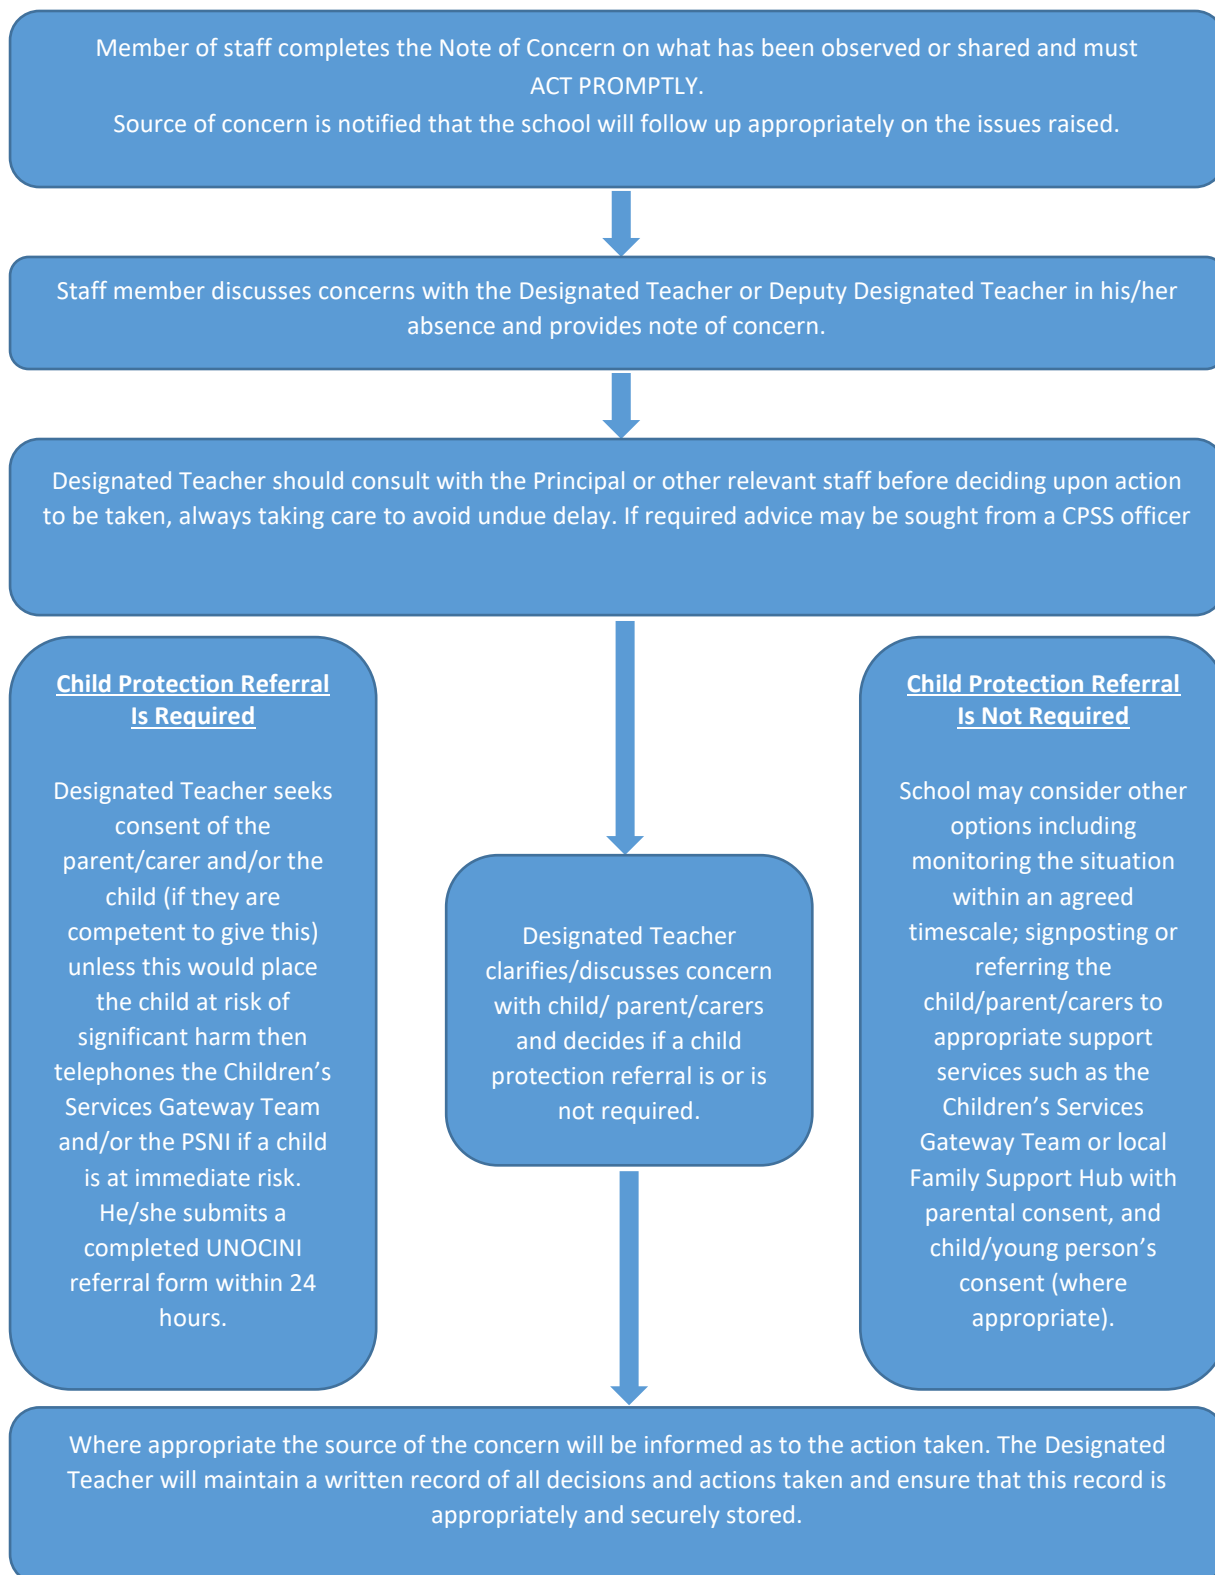 Member of staff completes the Note of Concern on what has been observed or shared and must
ACT PROMPTLY.
Source of concern is notified that the school will follow up appropriately on the issues raised.
Staff member discusses concerns with the Designated Teacher or Deputy Designated Teacher in his/her
absence and provides note of concern.
Designated Teacher should consult with the Principal or other relevant staff before deciding upon action
to be taken, always taking care to avoid undue delay. If required advice may be sought from a CPSS officer
Child Protection Referral
Is Required
Designated Teacher seeks
consent of the
parent/carer and/or the
child (if they are
competent to give this)
unless this would place
the child at risk of
significant harm then
telephones the Children’s
Services Gateway Team
and/or the PSNI if a child
is at immediate risk.
He/she submits a
completed UNOCINI
referral form within 24
hours.
Designated Teacher
clarifies/discusses concern
with child/ parent/carers
and decides if a child
protection referral is or is
not required.
Child Protection Referral
Is Not Required
School may consider other
options including
monitoring the situation
within an agreed
timescale; signposting or
referring the
child/parent/carers to
appropriate support
services such as the
Children’s Services
Gateway Team or local
Family Support Hub with
parental consent, and
child/young person’s
consent (where
appropriate).
Where appropriate the source of the concern will be informed as to the action taken. The Designated
Teacher will maintain a written record of all decisions and actions taken and ensure that this record is
appropriately and securely stored.